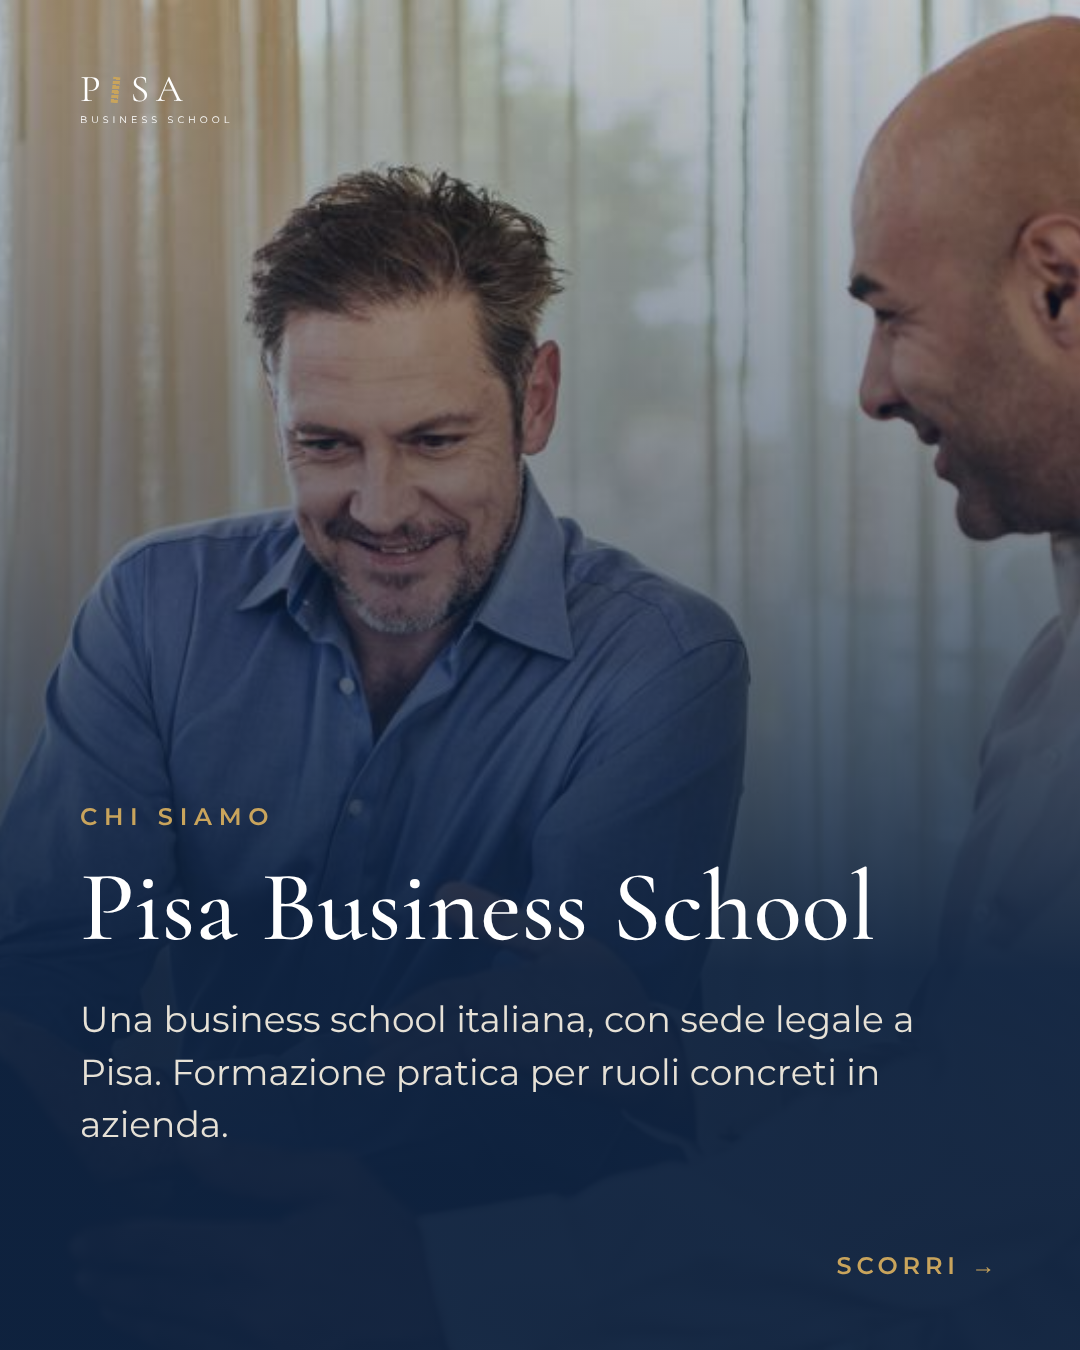 PISA
BUSINESS SCHOOL
CHI SIAMO
Pisa Business School
Una business school italiana, con sede legale a
Pisa. Formazione pratica per ruoli concreti in
azienda.
SCORRI →